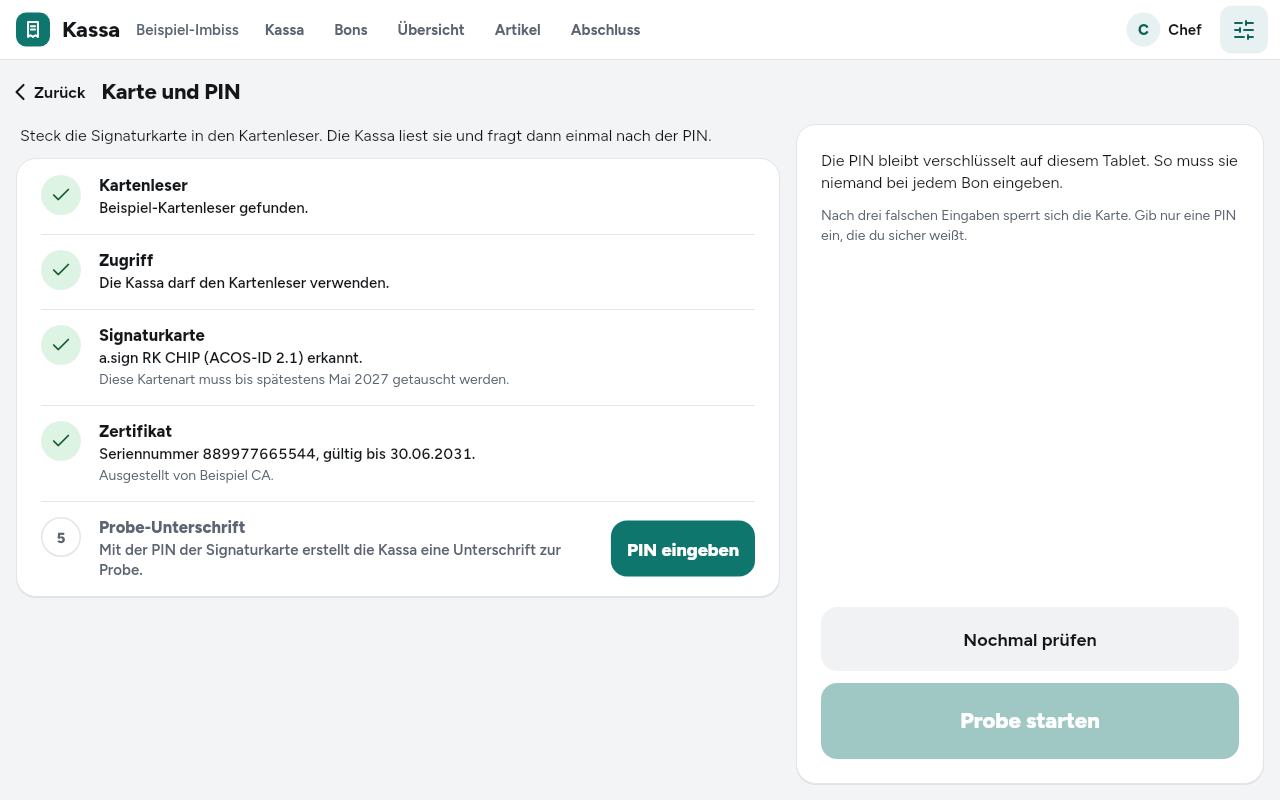 Kassa Beispiel-Imbiss Kassa Bons Übersicht Artikel Abschluss C Chef
Zurück Karte und PIN
Steck die Signaturkarte in den Kartenleser. Die Kassa liest sie und fragt dann einmal nach der PIN.
Kartenleser
Beispiel-Kartenleser gefunden.
Zugriff
Die Kassa darf den Kartenleser verwenden.
Signaturkarte
a.sign RK CHIP (ACOS-ID 2.1) erkannt.
Diese Kartenart muss bis spätestens Mai 2027 getauscht werden.
Zertifikat
Seriennummer 889977665544, gültig bis 30.06.2031.
Ausgestellt von Beispiel CA.
5
Probe-Unterschrift
Mit der PIN der Signaturkarte erstellt die Kassa eine Unterschrift zur
Probe.
PIN eingeben
Die PIN bleibt verschlüsselt auf diesem Tablet. So muss sie
niemand bei jedem Bon eingeben.
Nach drei falschen Eingaben sperrt sich die Karte. Gib nur eine PIN
ein, die du sicher weißt.
Nochmal prüfen
Probe starten